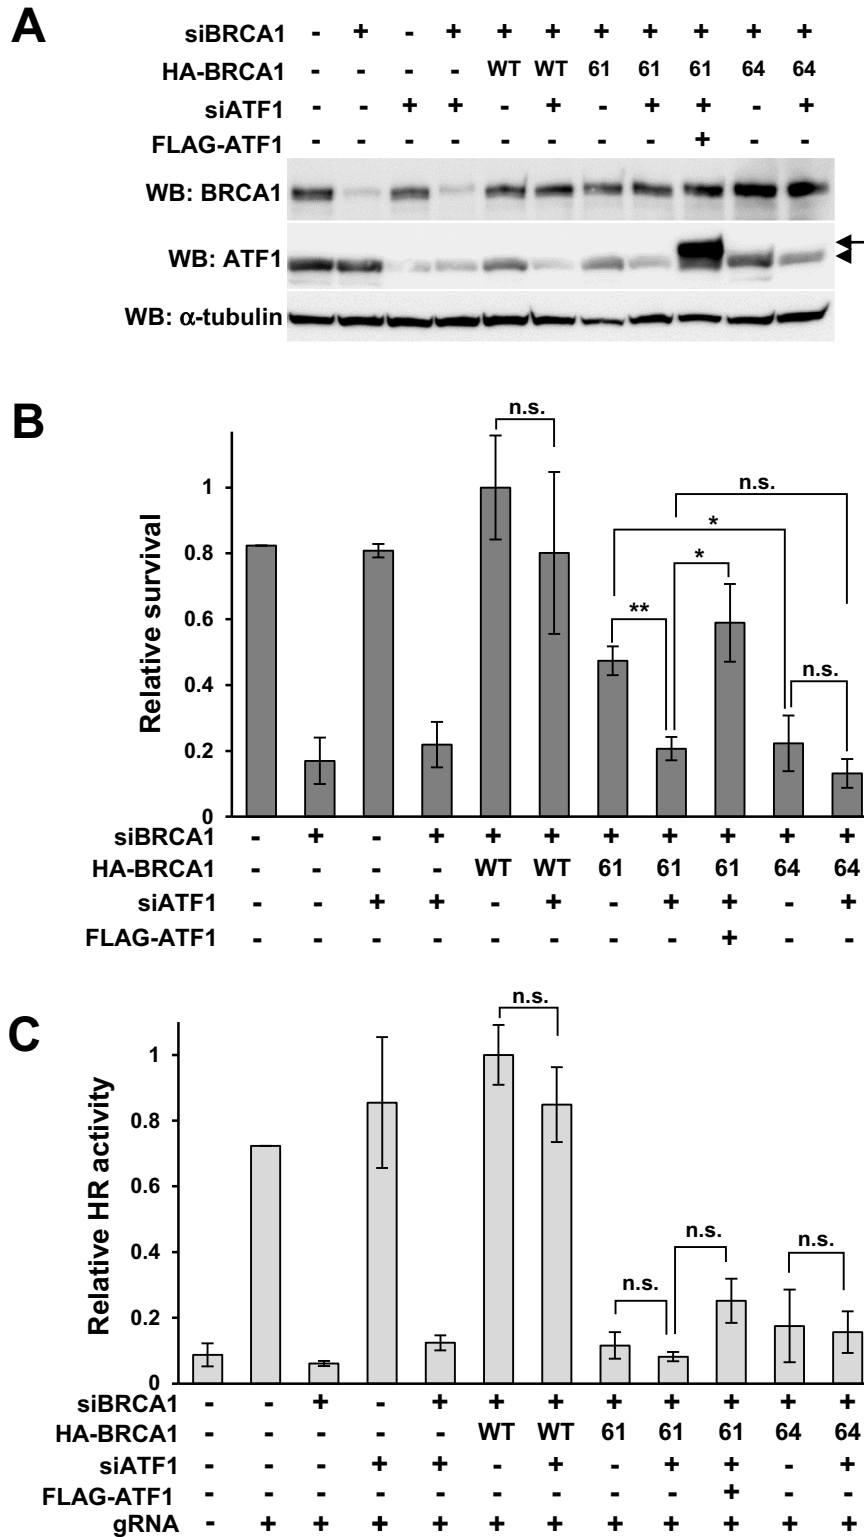 A
siBRCA1 - + - + + + + + + + +
HA-BRCA1 - - - - WT WT 61 61 61 64 64
siATF1 - - + + - + - + + - +
FLAG-ATF1 - - - - - - - - + - -
WB: BRCA1
WB: ATF1
WB: α-tubulin
B
Relative survival
1
0.8
0.6
0.4
0.2
0
n.s.
n.s.
*
*
**
n.s.
siBRCA1 - + - + + + + + + + +
HA-BRCA1 - - - - WT WT 61 61 61 64 64
siATF1 - - + + - + - + + - +
FLAG-ATF1 - - - - - - - - + - -
C
Relative HR activity
1
0.8
0.6
0.4
0.2
0
n.s.
n.s.
n.s.
n.s.
siBRCA1 - - + - + + + + + + + +
HA-BRCA1 - - - - - WT WT 61 61 61 64 64
siATF1 - - - + + - + - + + - +
FLAG-ATF1 - - - - - - - - - + - -
gRNA - + + + + + + + + + + +